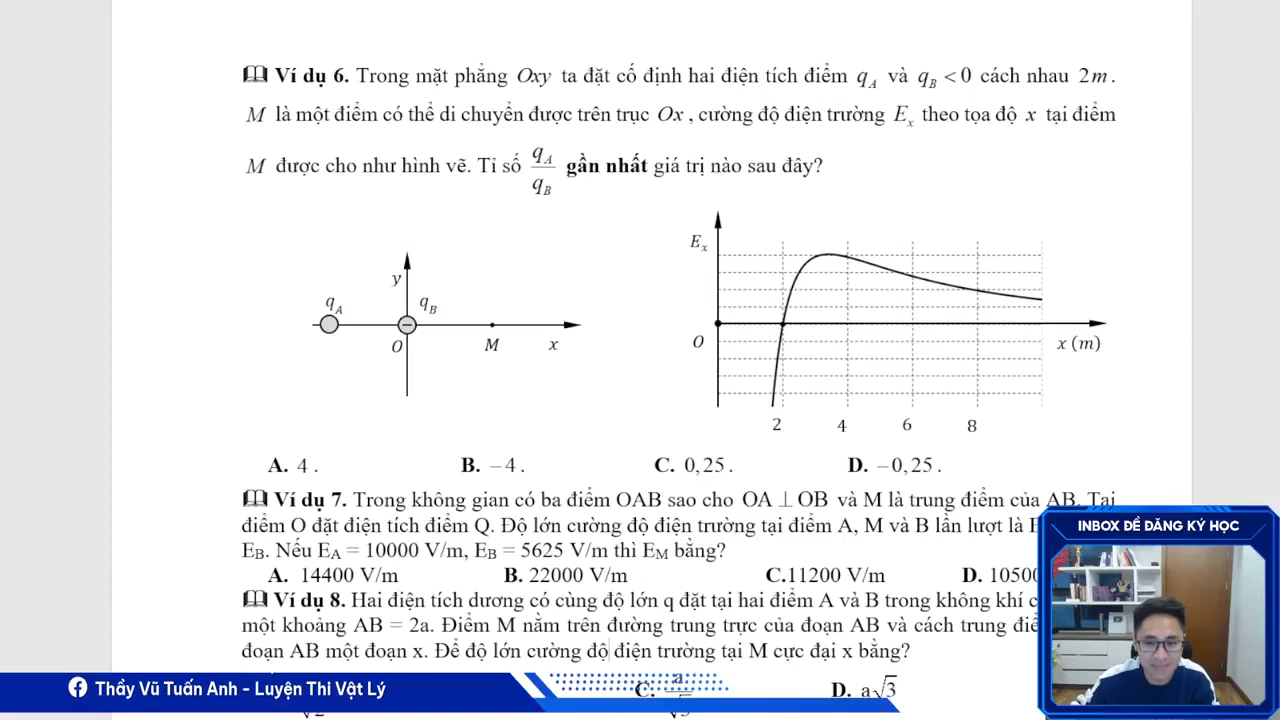 Ví dụ 6. Trong mặt phẳng Oxy ta đặt cố định hai điện tích điểm q_A và q_B < 0 cách nhau 2m.
M là một điểm có thể di chuyển được trên trục Ox, cường độ điện trường E_x theo tọa độ x tại điểm
M được cho như hình vẽ. Tỉ số q_A/q_B gần nhất giá trị nào sau đây?
y
q_A
q_B
O
M
x
E_x
O
x (m)
2 4 6 8
A. 4. B. −4. C. 0,25. D. −0,25.
Ví dụ 7. Trong không gian có ba điểm OAB sao cho OA ⊥ OB và M là trung điểm của AB. Tại
điểm O đặt điện tích điểm Q. Độ lớn cường độ điện trường tại điểm A, M và B lần lượt là
E_B. Nếu E_A = 10000 V/m, E_B = 5625 V/m thì E_M bằng?
A. 14400 V/m B. 22000 V/m C.11200 V/m D. 10500
Ví dụ 8. Hai điện tích dương có cùng độ lớn q đặt tại hai điểm A và B trong không khí
một khoảng AB = 2a. Điểm M nằm trên đường trung trực của đoạn AB và cách trung
đoạn AB một đoạn x. Để độ lớn cường độ điện trường tại M cực đại x bằng?
C. D. a√3
INBOX ĐỂ ĐĂNG KÝ HỌC
Thầy Vũ Tuấn Anh - Luyện Thi Vật Lý